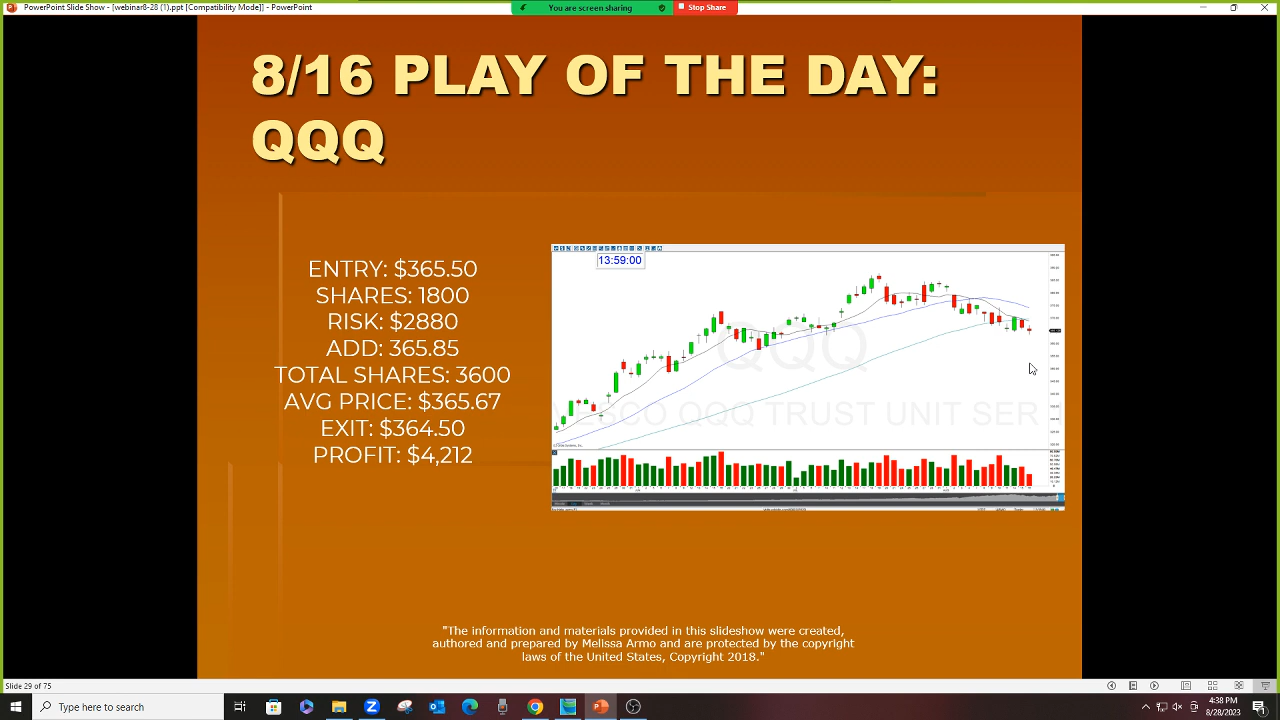 PowerPoint Slide Show - [webinar8-28 (1).ppt [Compatibility Mode]] - PowerPoint
You are screen sharing
Stop Share
8/16 PLAY OF THE DAY:
QQQ
ENTRY: $365.50
SHARES: 1800
RISK: $2880
ADD: 365.85
TOTAL SHARES: 3600
AVG PRICE: $365.67
EXIT: $364.50
PROFIT: $4,212
13:59:00
QQQ
QQQ TRUST UNIT SER
"The information and materials provided in this slideshow were created,
authored and prepared by Melissa Armo and are protected by the copyright
laws of the United States, Copyright 2018."
Slide 29 of 75
Type here to search
4:38 PM
8/28/2023